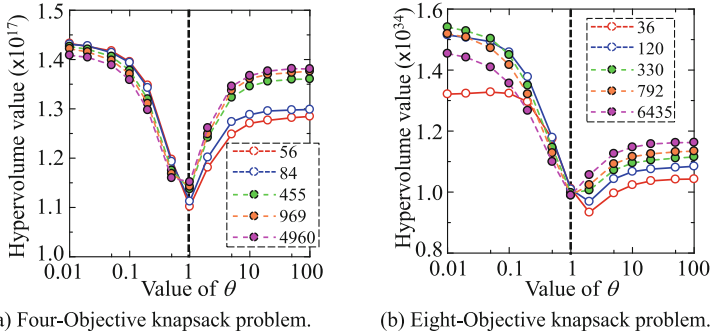 Hypervolume value (x10^17)
1.5
1.4
1.3
1.2
1.1
1.0
56
84
455
969
4960
0.01 0.1 1 10 100
Value of θ
a) Four-Objective knapsack problem.
Hypervolume value (x10^34)
1.6
1.4
1.2
1.0
0.8
36
120
330
792
6435
0.01 0.1 1 10 100
Value of θ
(b) Eight-Objective knapsack problem.